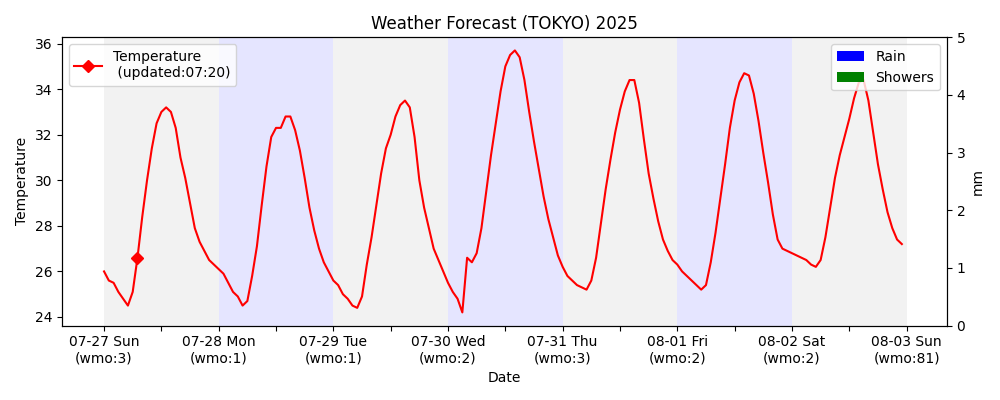 Weather Forecast (TOKYO) 2025
Temperature
(updated:07:20)
Rain
Showers
36
34
32
30
28
26
24
Temperature
5
4
3
2
1
0
mm
07-27 Sun
(wmo:3)
07-28 Mon
(wmo:1)
07-29 Tue
(wmo:1)
07-30 Wed
(wmo:2)
07-31 Thu
(wmo:3)
08-01 Fri
(wmo:2)
08-02 Sat
(wmo:2)
08-03 Sun
(wmo:81)
Date